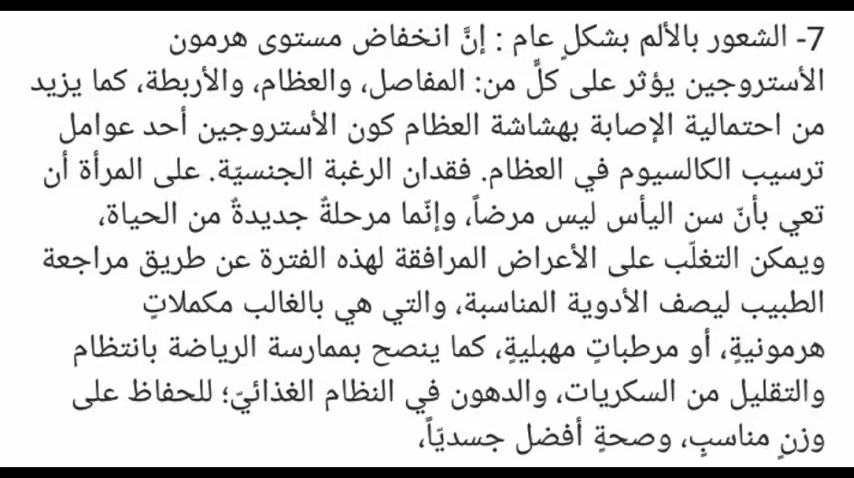 7- الشعور بالألم بشكلٍ عام : إنَّ انخفاض مستوى هرمون
الأستروجين يؤثر على كلًّ من: المفاصل، والعظام، والأربطة، كما يزيد
من احتمالية الإصابة بهشاشة العظام كون الأستروجين أحد عوامل
ترسيب الكالسيوم في العظام. فقدان الرغبة الجنسيّة. على المرأة أن
تعي بأنّ سن اليأس ليس مرضاً، وإنّما مرحلةٌ جديدةٌ من الحياة،
ويمكن التغلّب على الأعراض المرافقة لهذه الفترة عن طريق مراجعة
الطبيب ليصف الأدوية المناسبة، والتي هي بالغالب مكملاتٍ
هرمونيةٍ، أو مرطباتٍ مهبليةٍ، كما ينصح بممارسة الرياضة بانتظام
والتقليل من السكريات، والدهون في النظام الغذائيّ؛ للحفاظ على
وزنٍ مناسبٍ، وصحةٍ أفضل جسديّاً،